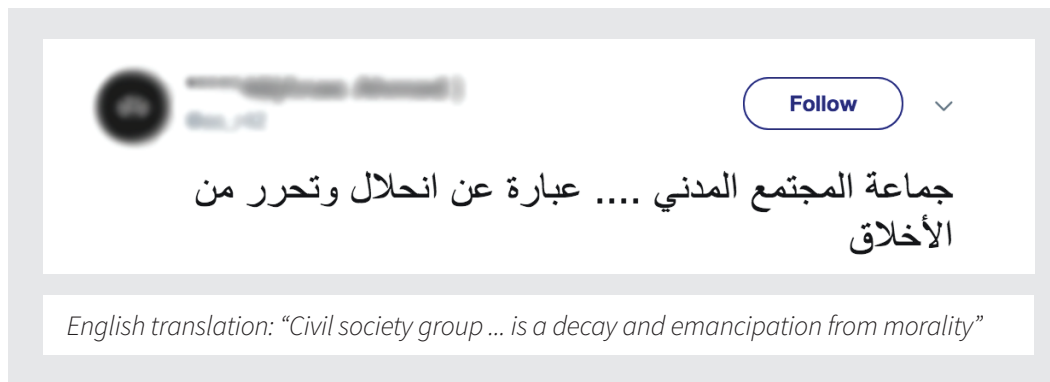 Follow
جماعة المجتمع المدني .... عبارة عن انحلال وتحرر من
الأخلاق
English translation: “Civil society group ... is a decay and emancipation from morality”